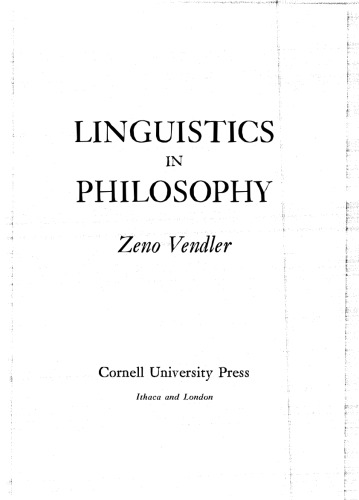 LINGUISTICS
IN
PHILOSOPHY
Zeno Vendler
Cornell University Press
Ithaca and London